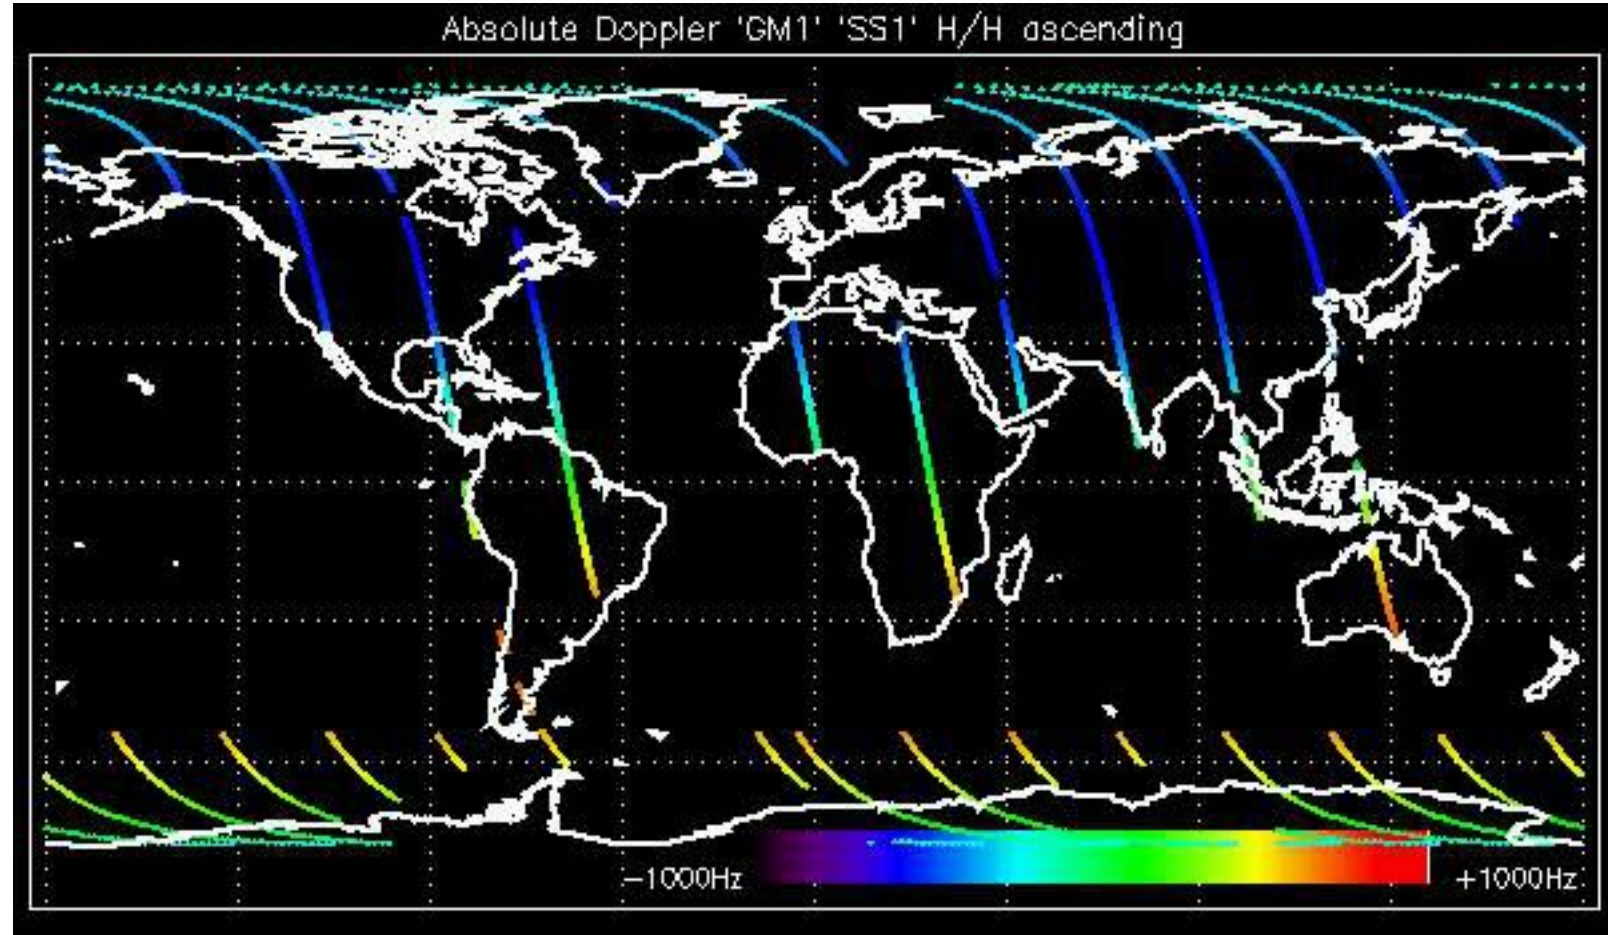 Absolute Doppler 'GM1' 'SS1' H/H ascending
-1000Hz +1000Hz